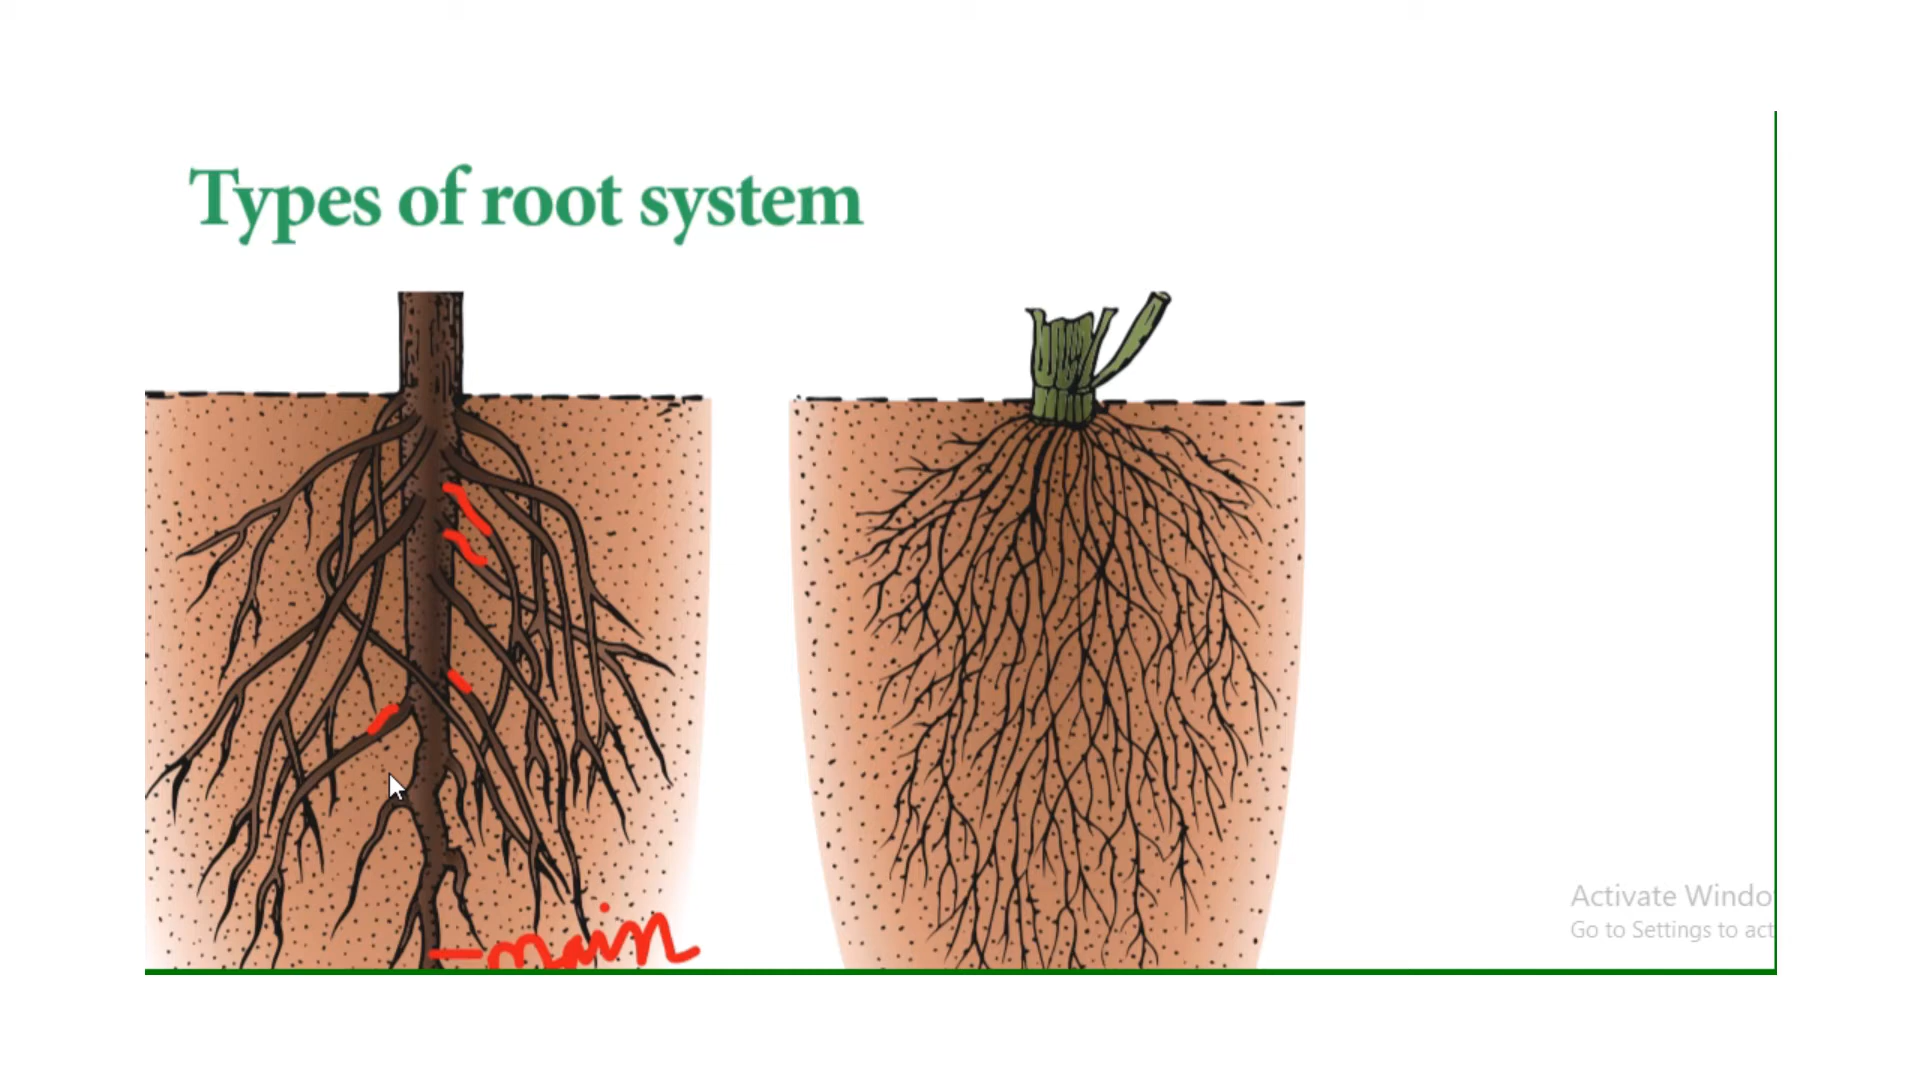 Types of root system
Activate Windo
Go to Settings to act
-main